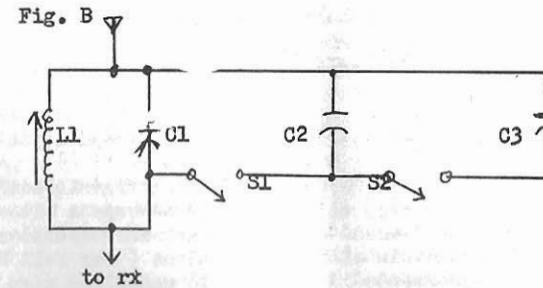 Fig. B
L1
C1
S1
C2
S2
C3
to rx